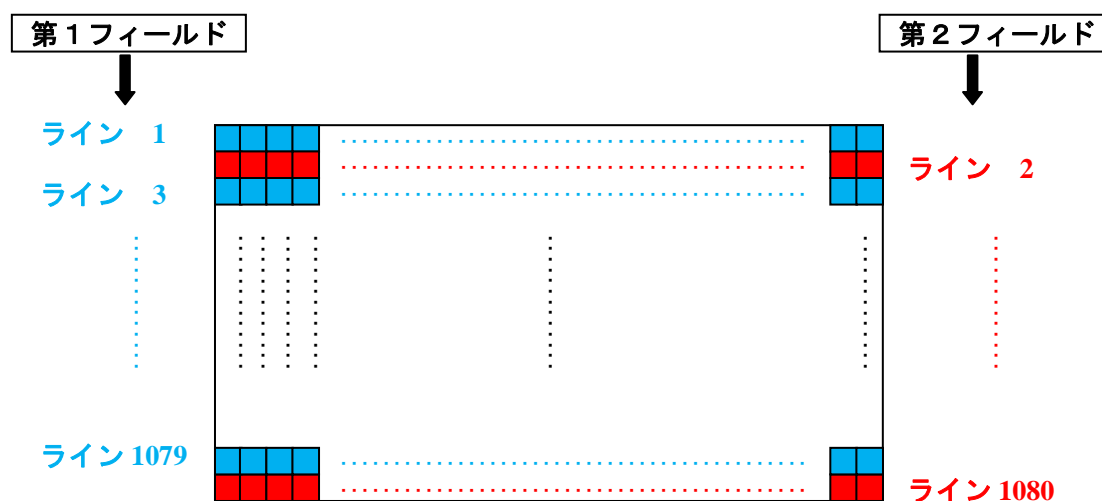 第１フィールド
第２フィールド
ライン 1
ライン 2
ライン 3
ライン 1079
ライン 1080